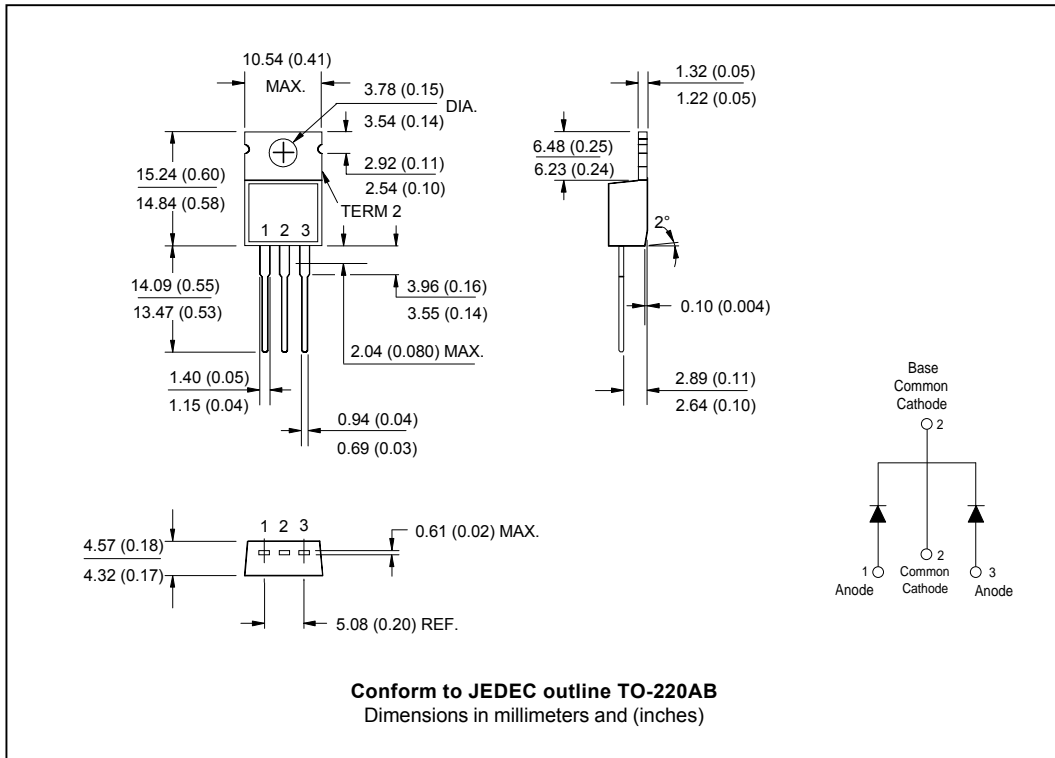 10.54 (0.41)
MAX.
3.78 (0.15)
DIA.
3.54 (0.14)
2.92 (0.11)
2.54 (0.10)
15.24 (0.60)
14.84 (0.58)
TERM 2
1 2 3
14.09 (0.55)
13.47 (0.53)
3.96 (0.16)
3.55 (0.14)
2.04 (0.080) MAX.
1.40 (0.05)
1.15 (0.04)
0.94 (0.04)
0.69 (0.03)
1.32 (0.05)
1.22 (0.05)
6.48 (0.25)
6.23 (0.24)
2°
0.10 (0.004)
2.89 (0.11)
2.64 (0.10)
1 2 3
4.57 (0.18)
4.32 (0.17)
0.61 (0.02) MAX.
5.08 (0.20) REF.
Base
Common
Cathode
2
1
Anode
2
Common
Cathode
3
Anode
Conform to JEDEC outline TO-220AB
Dimensions in millimeters and (inches)